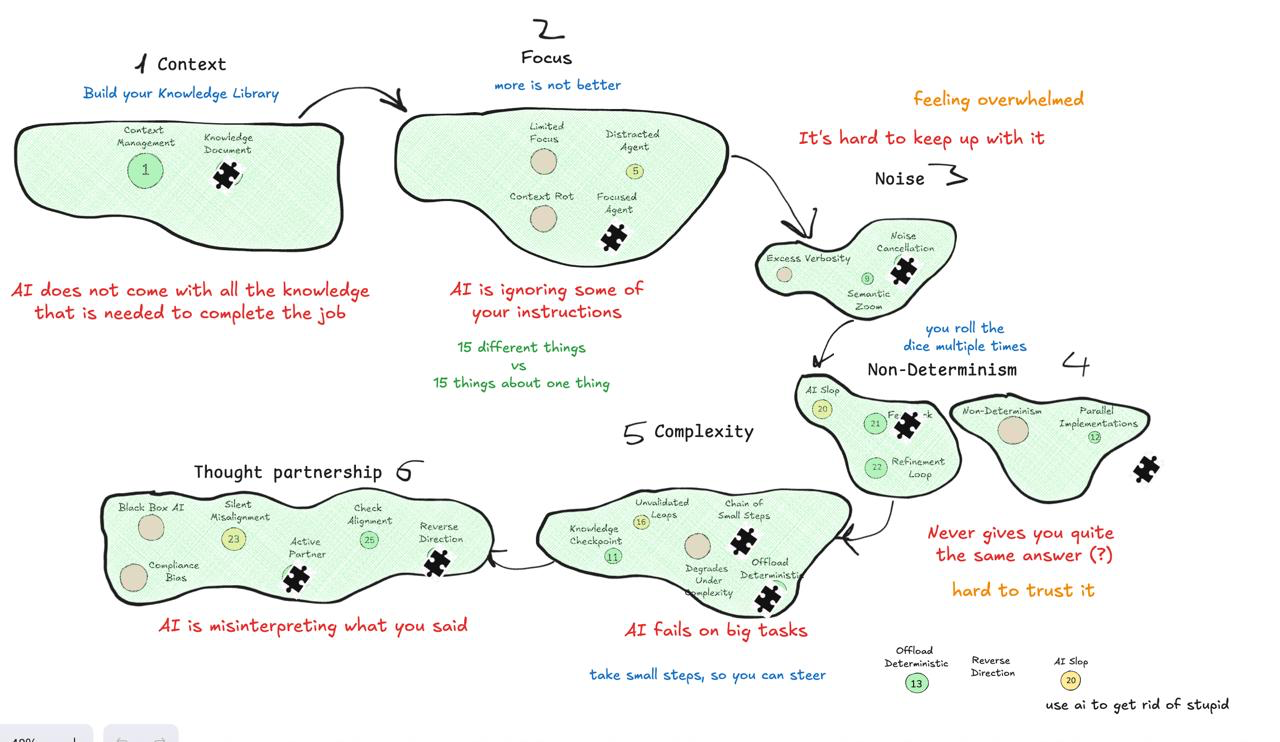 1 Context
Build your Knowledge Library
Context
Management
1
Knowledge
Document
AI does not come with all the knowledge
that is needed to complete the job
2
Focus
more is not better
Limited
Focus
Distracted
Agent
5
Context Rot
Focused
Agent
AI is ignoring some of
your instructions
15 different things
vs
15 things about one thing
feeling overwhelmed
It's hard to keep up with it
Noise 3
Noise
Cancellation
Excess Verbosity
9
Semantic
Zoom
you roll the
dice multiple times
Non-Determinism 4
AI Slop
20
21
22
Refinement
Loop
Non-Determinism
Parallel
Implementations
12
Never gives you quite
the same answer (?)
hard to trust it
5 Complexity
Unvalidated
Leaps
16
Chain of
Small Steps
Knowledge
Checkpoint
11
Degrades
Under
Complexity
Offload
Deterministic
AI fails on big tasks
take small steps, so you can steer
Thought partnership 6
Black Box AI
Silent
Misalignment
23
Check
Alignment
25
Reverse
Direction
Active
Partner
Compliance
Bias
AI is misinterpreting what you said
Offload
Deterministic
13
Reverse
Direction
AI Slop
20
use ai to get rid of stupid